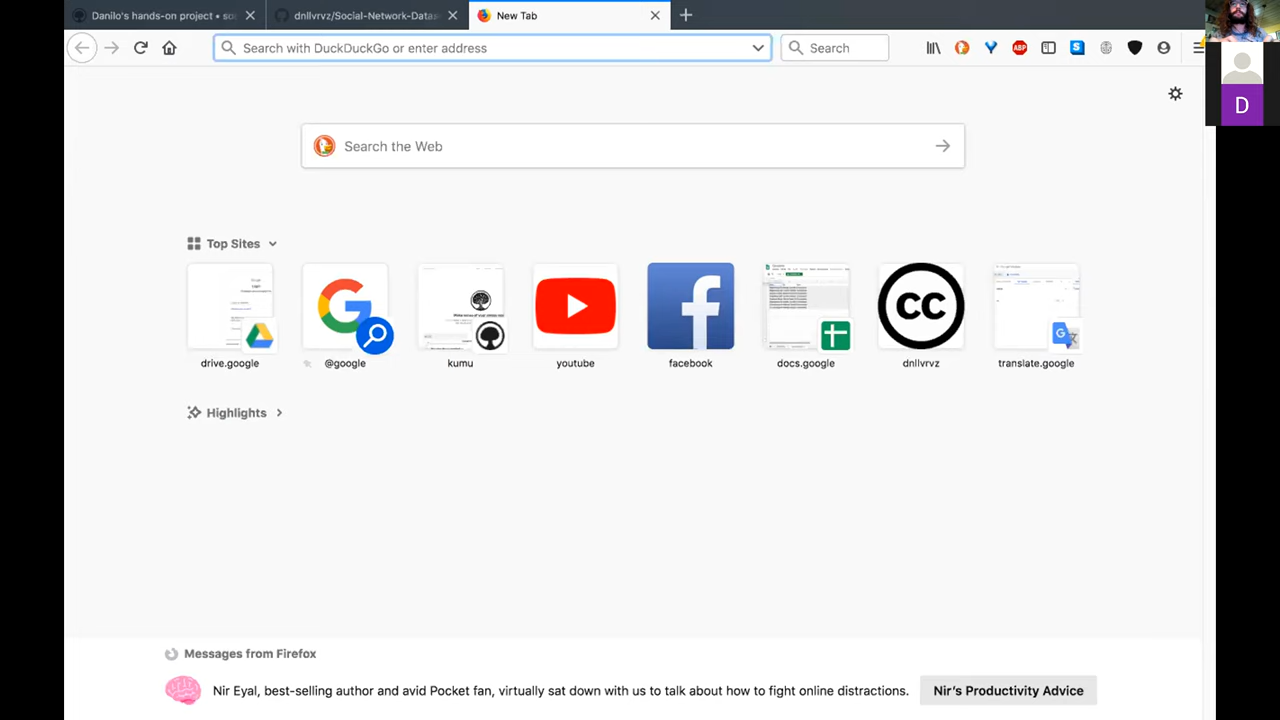 Danilo's hands-on project • so
dnllvrvz/Social-Network-Datas
New Tab
Search with DuckDuckGo or enter address
Search
ABP
S
D
Search the Web
Top Sites
CC
drive.google
@google
kumu
youtube
facebook
docs.google
dnllvrvz
translate.google
Highlights
Messages from Firefox
Nir Eyal, best-selling author and avid Pocket fan, virtually sat down with us to talk about how to fight online distractions.
Nir's Productivity Advice